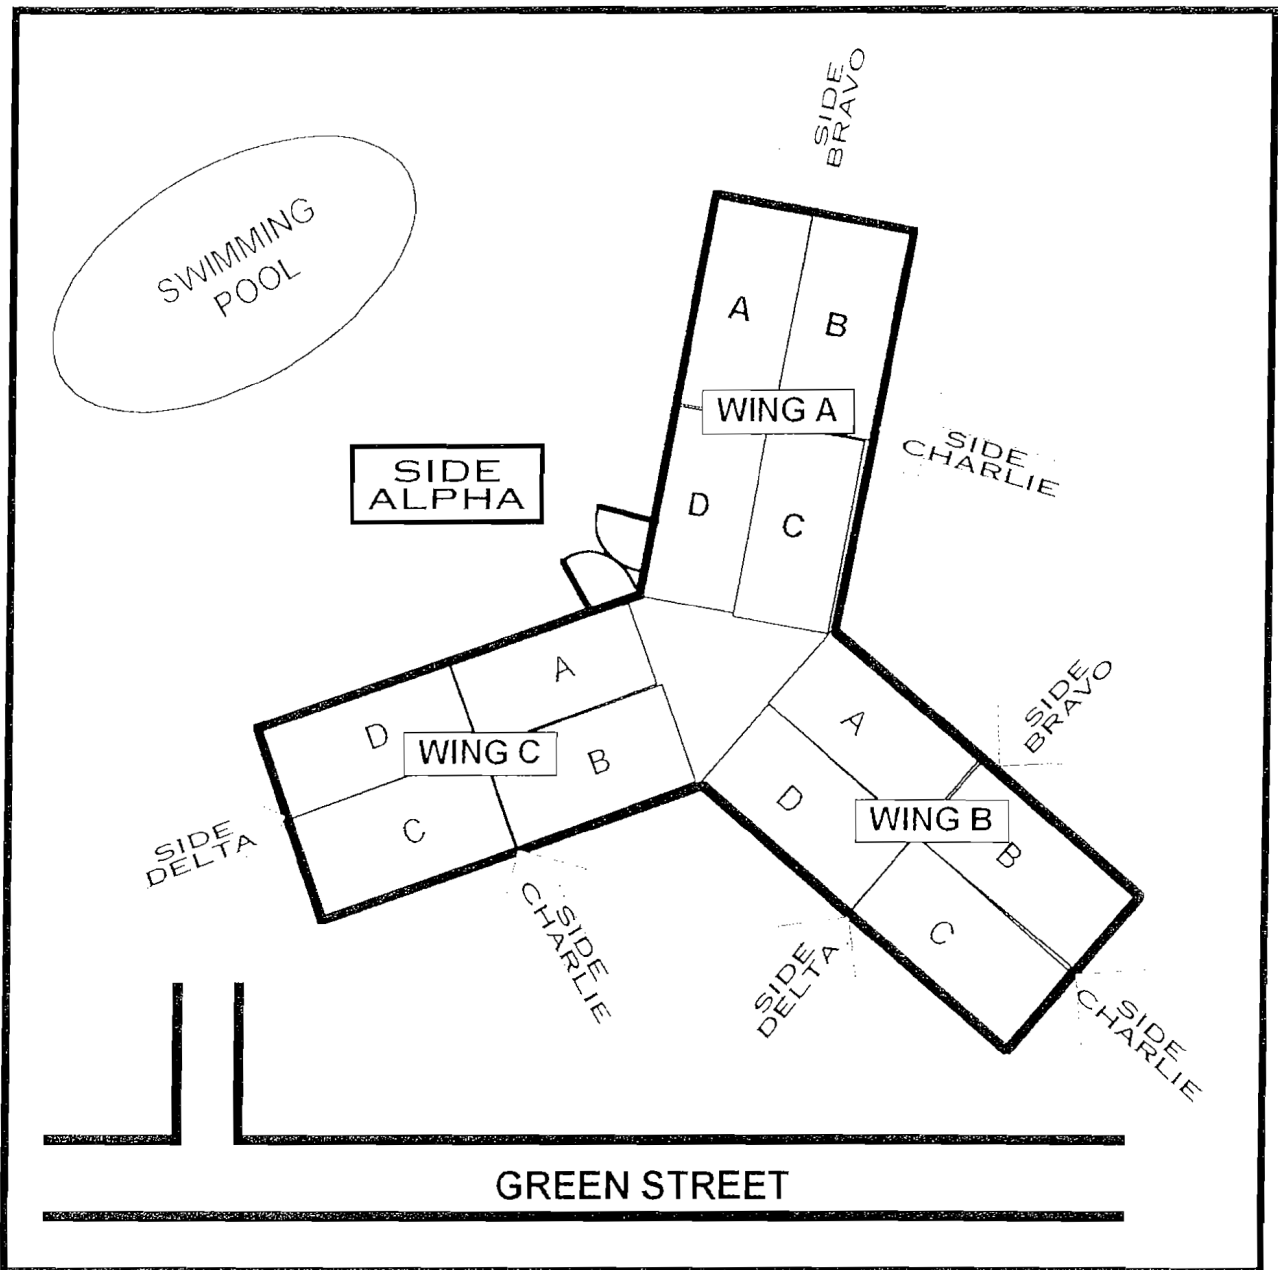 SIDE
BRAVO
SWIMMING
POOL
A
B
WING A
SIDE
CHARLIE
SIDE
ALPHA
D
C
A
D
WING C
B
C
SIDE
DELTA
SIDE
CHARLIE
A
SIDE
BRAVO
D
WING B
B
C
SIDE
DELTA
SIDE
CHARLIE
GREEN STREET